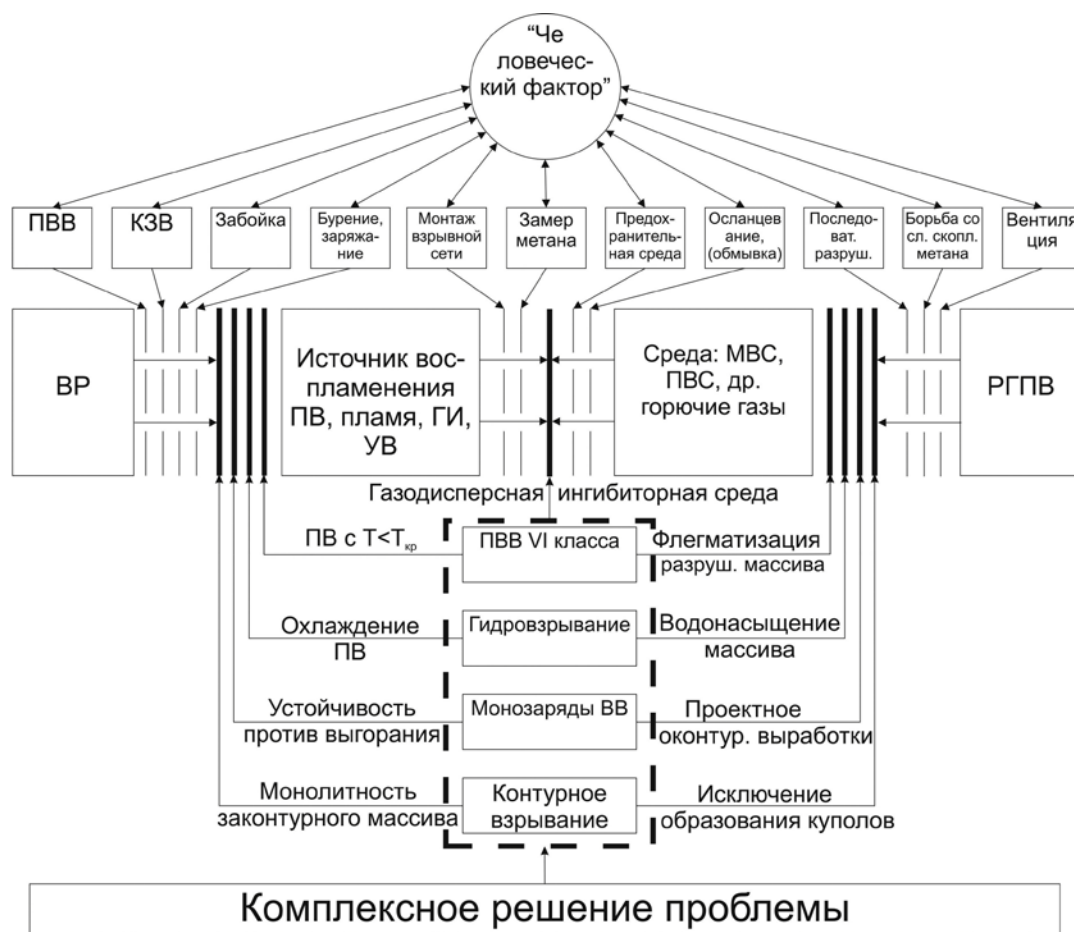 “Че
ловечес-
кий фактор”
ПВВ
КЗВ
Забойка
Бурение,
заряжа-
ние
Монтаж
взрывной
сети
Замер
метана
Предох-
ранитель-
ная среда
Осланцев
ание,
(обмывка)
Последо-
ват.
разруш.
Борьба со
сл. скопл.
метана
Вентиля
ция
ВР
Источник вос-
пламенения
ПВ, пламя, ГИ,
УВ
Среда: МВС,
ПВС, др.
горючие газы
РГПВ
Газодисперсная ингибиторная среда
ПВ с Т<Ткр
ПВВ VI класса
Флегматизация
разруш. массива
Охлаждение
ПВ
Гидровзрывание
Водонасыщение
массива
Устойчивость
против выгорания
Монозаряды ВВ
Проектное
оконтур. выработки
Монолитность
законтурного массива
Контурное
взрывание
Исключение
образования куполов
Комплексное решение проблемы